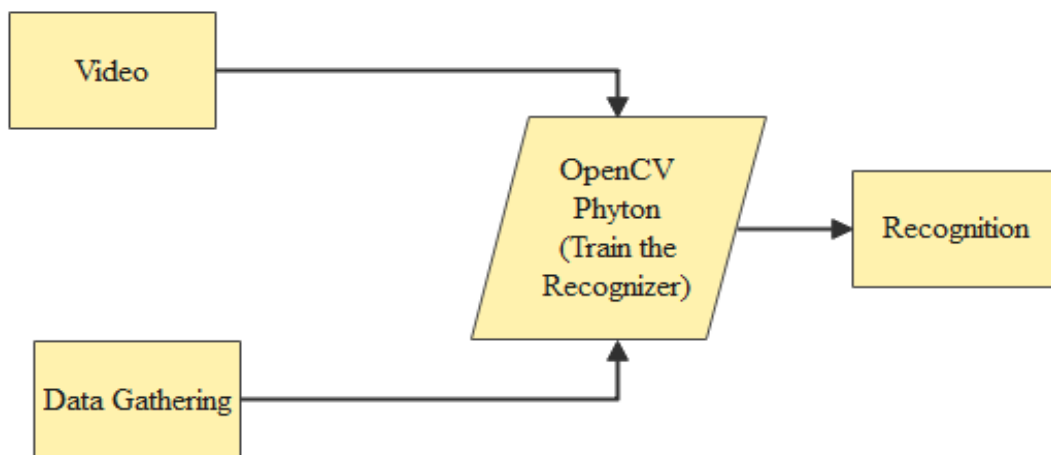 Video
OpenCV
Phyton
(Train the
Recognizer)
Recognition
Data Gathering